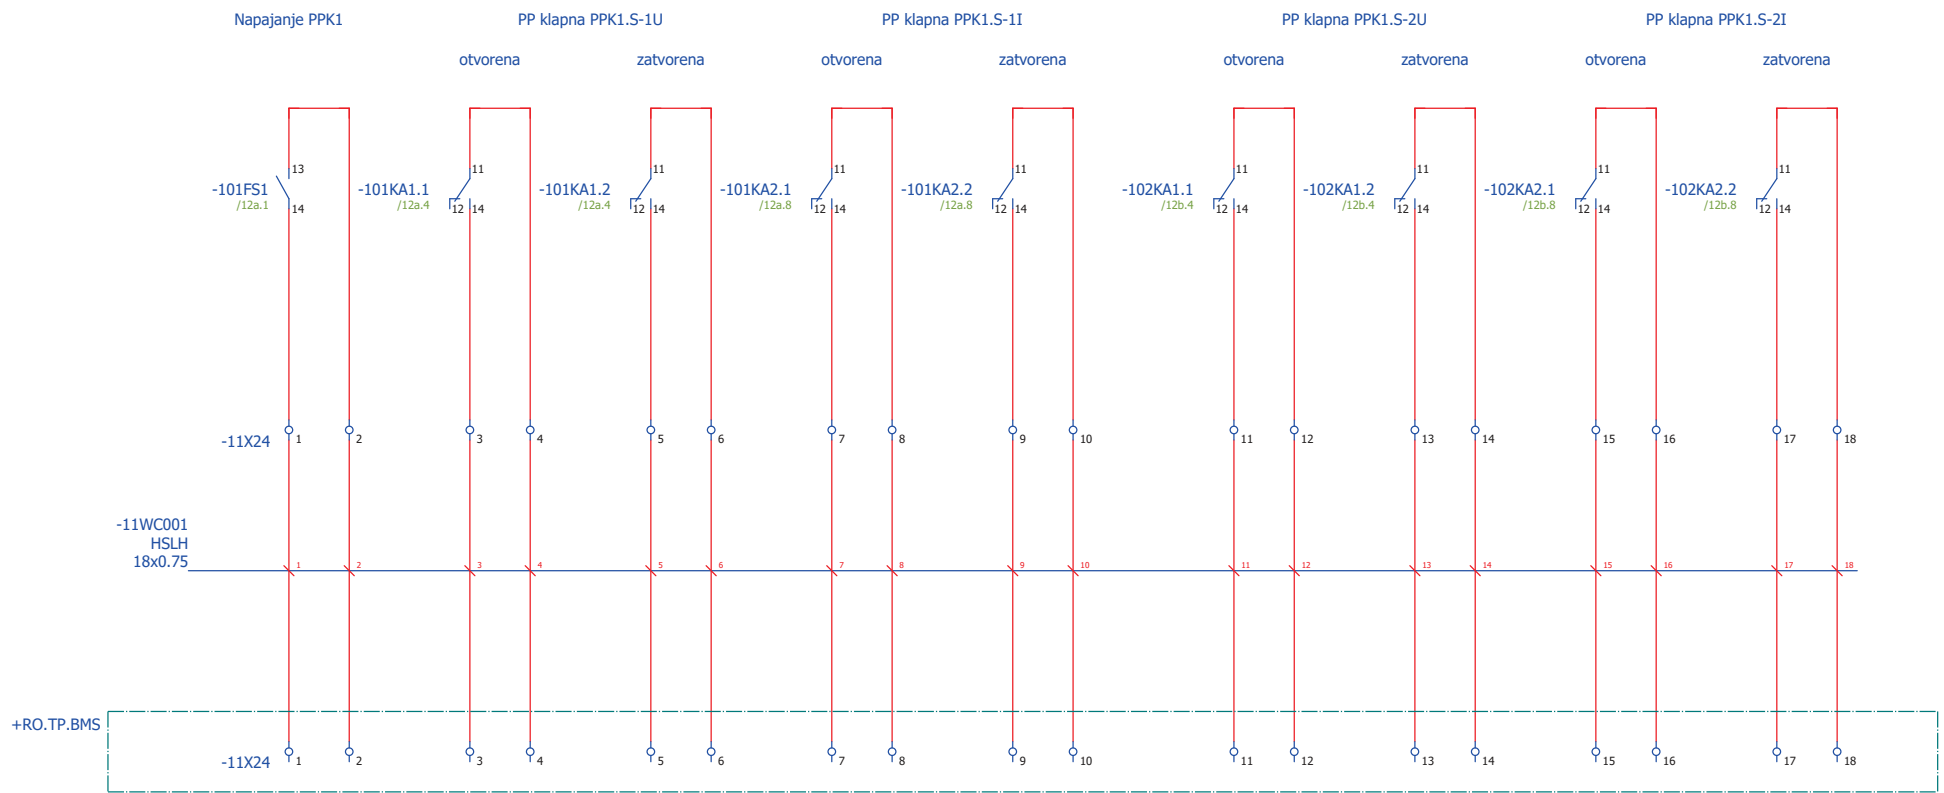 Napajanje PPK1 PP klapna PPK1.S-1U PP klapna PPK1.S-1I PP klapna PPK1.S-2U PP klapna PPK1.S-2I
otvorena zatvorena otvorena zatvorena otvorena zatvorena otvorena zatvorena
13 11 11 11 11 11 11 11 11
-101FS1 -101KA1.1 -101KA1.2 -101KA2.1 -101KA2.2 -102KA1.1 -102KA1.2 -102KA2.1 -102KA2.2
/12a.1 /12a.4 /12a.4 /12a.8 /12a.8 /12b.4 /12b.4 /12b.8 /12b.8
14 12 14 12 14 12 14 12 14 12 14 12 14 12 14 12 14
-11X24 1 2 3 4 5 6 7 8 9 10 11 12 13 14 15 16 17 18
-11WC001
HSLH
18x0.75
1 2 3 4 5 6 7 8 9 10 11 12 13 14 15 16 17 18
+RO.TP.BMS
-11X24 1 2 3 4 5 6 7 8 9 10 11 12 13 14 15 16 17 18